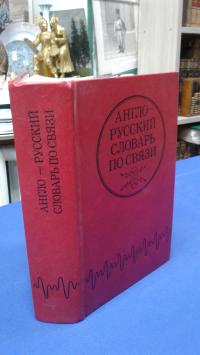 АНГЛО — РУССКИЙ
СЛОВАРЬ ПО СВЯЗИ
АНГЛО-
РУССКИЙ
СЛОВАРЬ
ПО СВЯЗИ